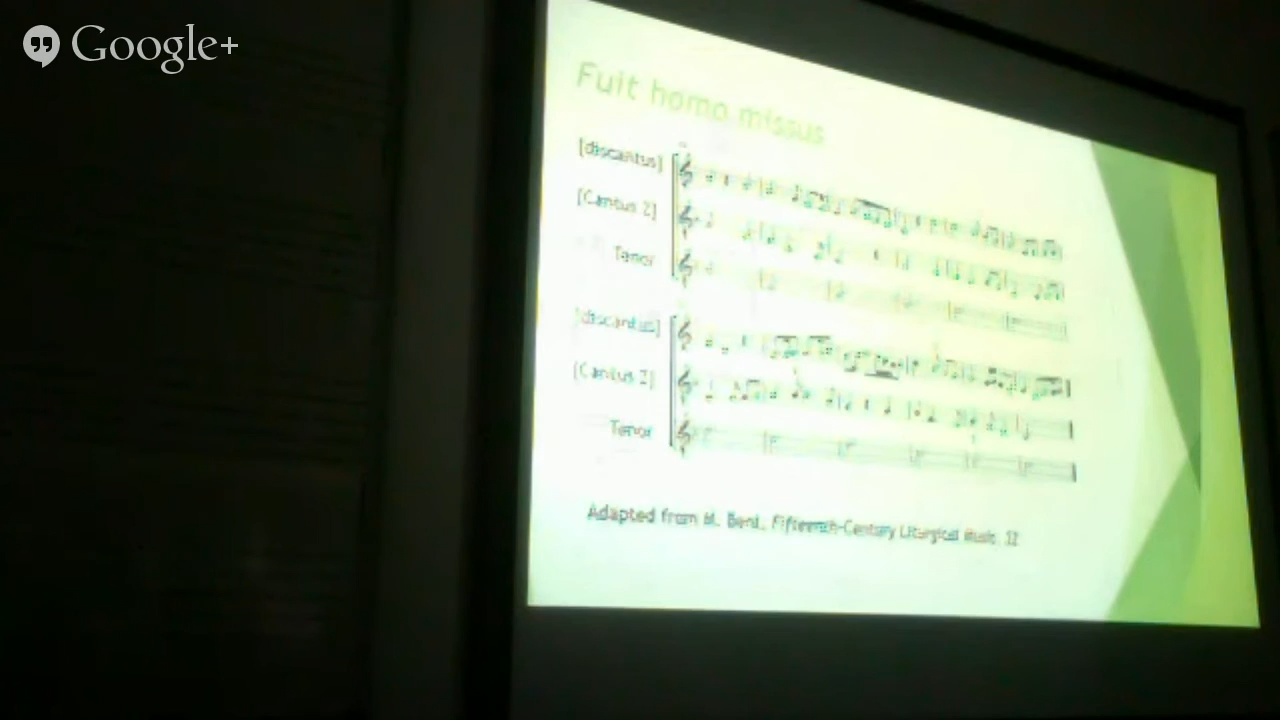 Google+
Fuit homo missus
[discantus]
[Cantus 2]
Tenor
[discantus]
[Cantus 2]
Tenor
Adapted from M. Bent, Fifteenth-Century Liturgical Music